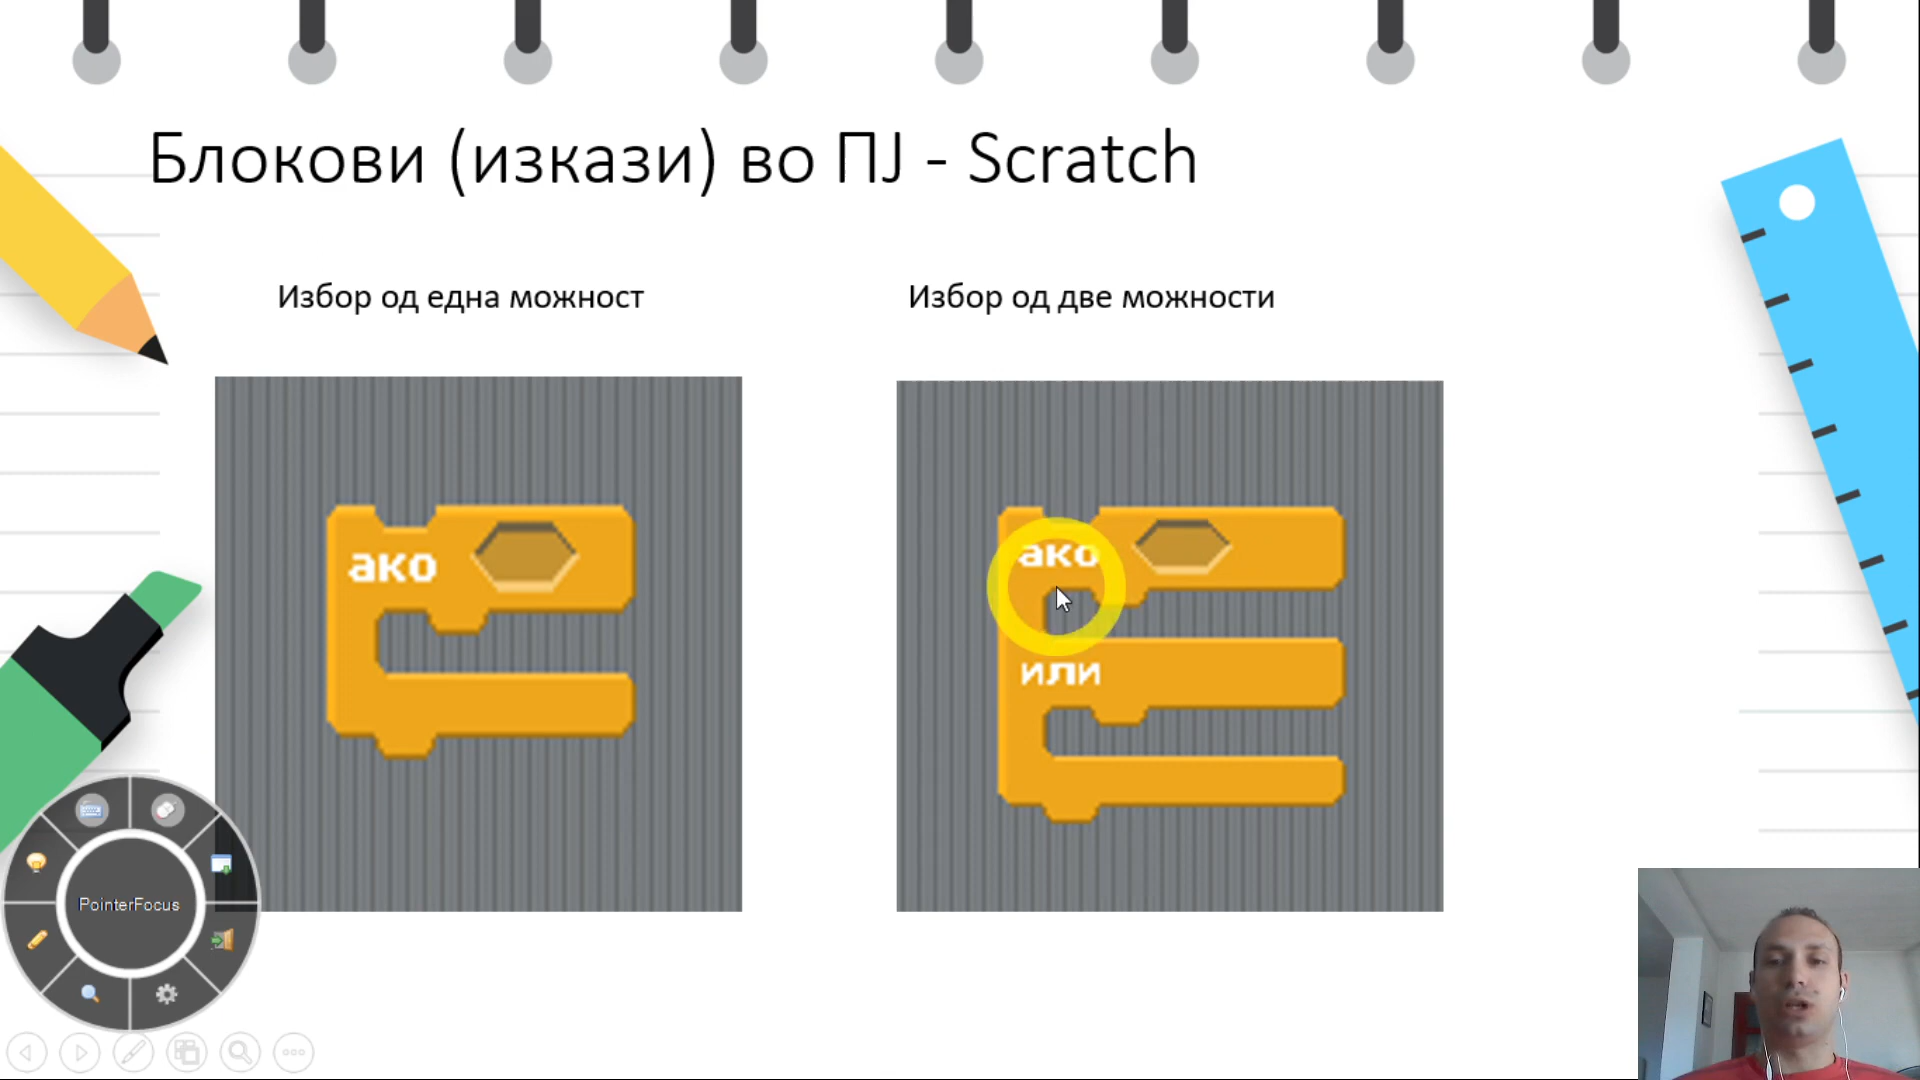 Блокови (изкази) во ПЈ - Scratch
Избор од една можност
Избор од две можности
ако
ако
или
PointerFocus